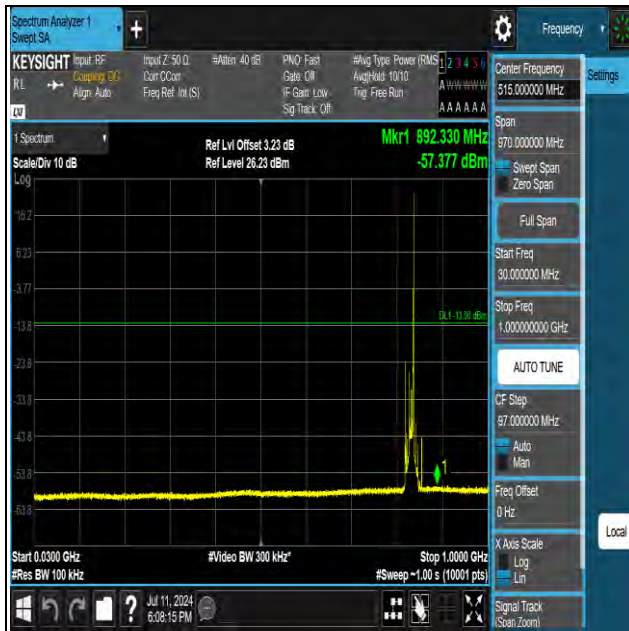 Spectrum Analyzer 1
Swept SA
+
Frequency
KEYSIGHT
Input: RF
Coupling: DC
Align: Auto
Input Z: 50 Ω
Corr CCorr
Freq Ref: Int (S)
#Atten: 40 dB
PNO: Fast
Gate: Off
IF Gain: Low
Sig Track: Off
#Avg Type: Power (RMS
Avg|Hold: 10/10
Trig: Free Run
1 2 3 4 5 6
A W W W W W
A A A A A A
RL
LXI
1 Spectrum
Scale/Div 10 dB
Log
Ref Lvl Offset 3.23 dB
Ref Level 26.23 dBm
Mkr1 892.330 MHz
-57.377 dBm
16.2
6.23
-3.77
-13.8
-23.8
-33.8
-43.8
-53.8
-63.8
DL1 -13.00 dBm
1
Start 0.0300 GHz
#Res BW 100 kHz
#Video BW 300 kHz*
Stop 1.0000 GHz
#Sweep ~1.00 s (10001 pts)
Jul 11, 2024
6:08:15 PM
?
Center Frequency
515.000000 MHz
Settings
Span
970.000000 MHz
Swept Span
Zero Span
Full Span
Start Freq
30.000000 MHz
Stop Freq
1.000000000 GHz
AUTO TUNE
CF Step
97.000000 MHz
Auto
Man
Freq Offset
0 Hz
Local
X Axis Scale
Log
Lin
Signal Track
(Span Zoom)